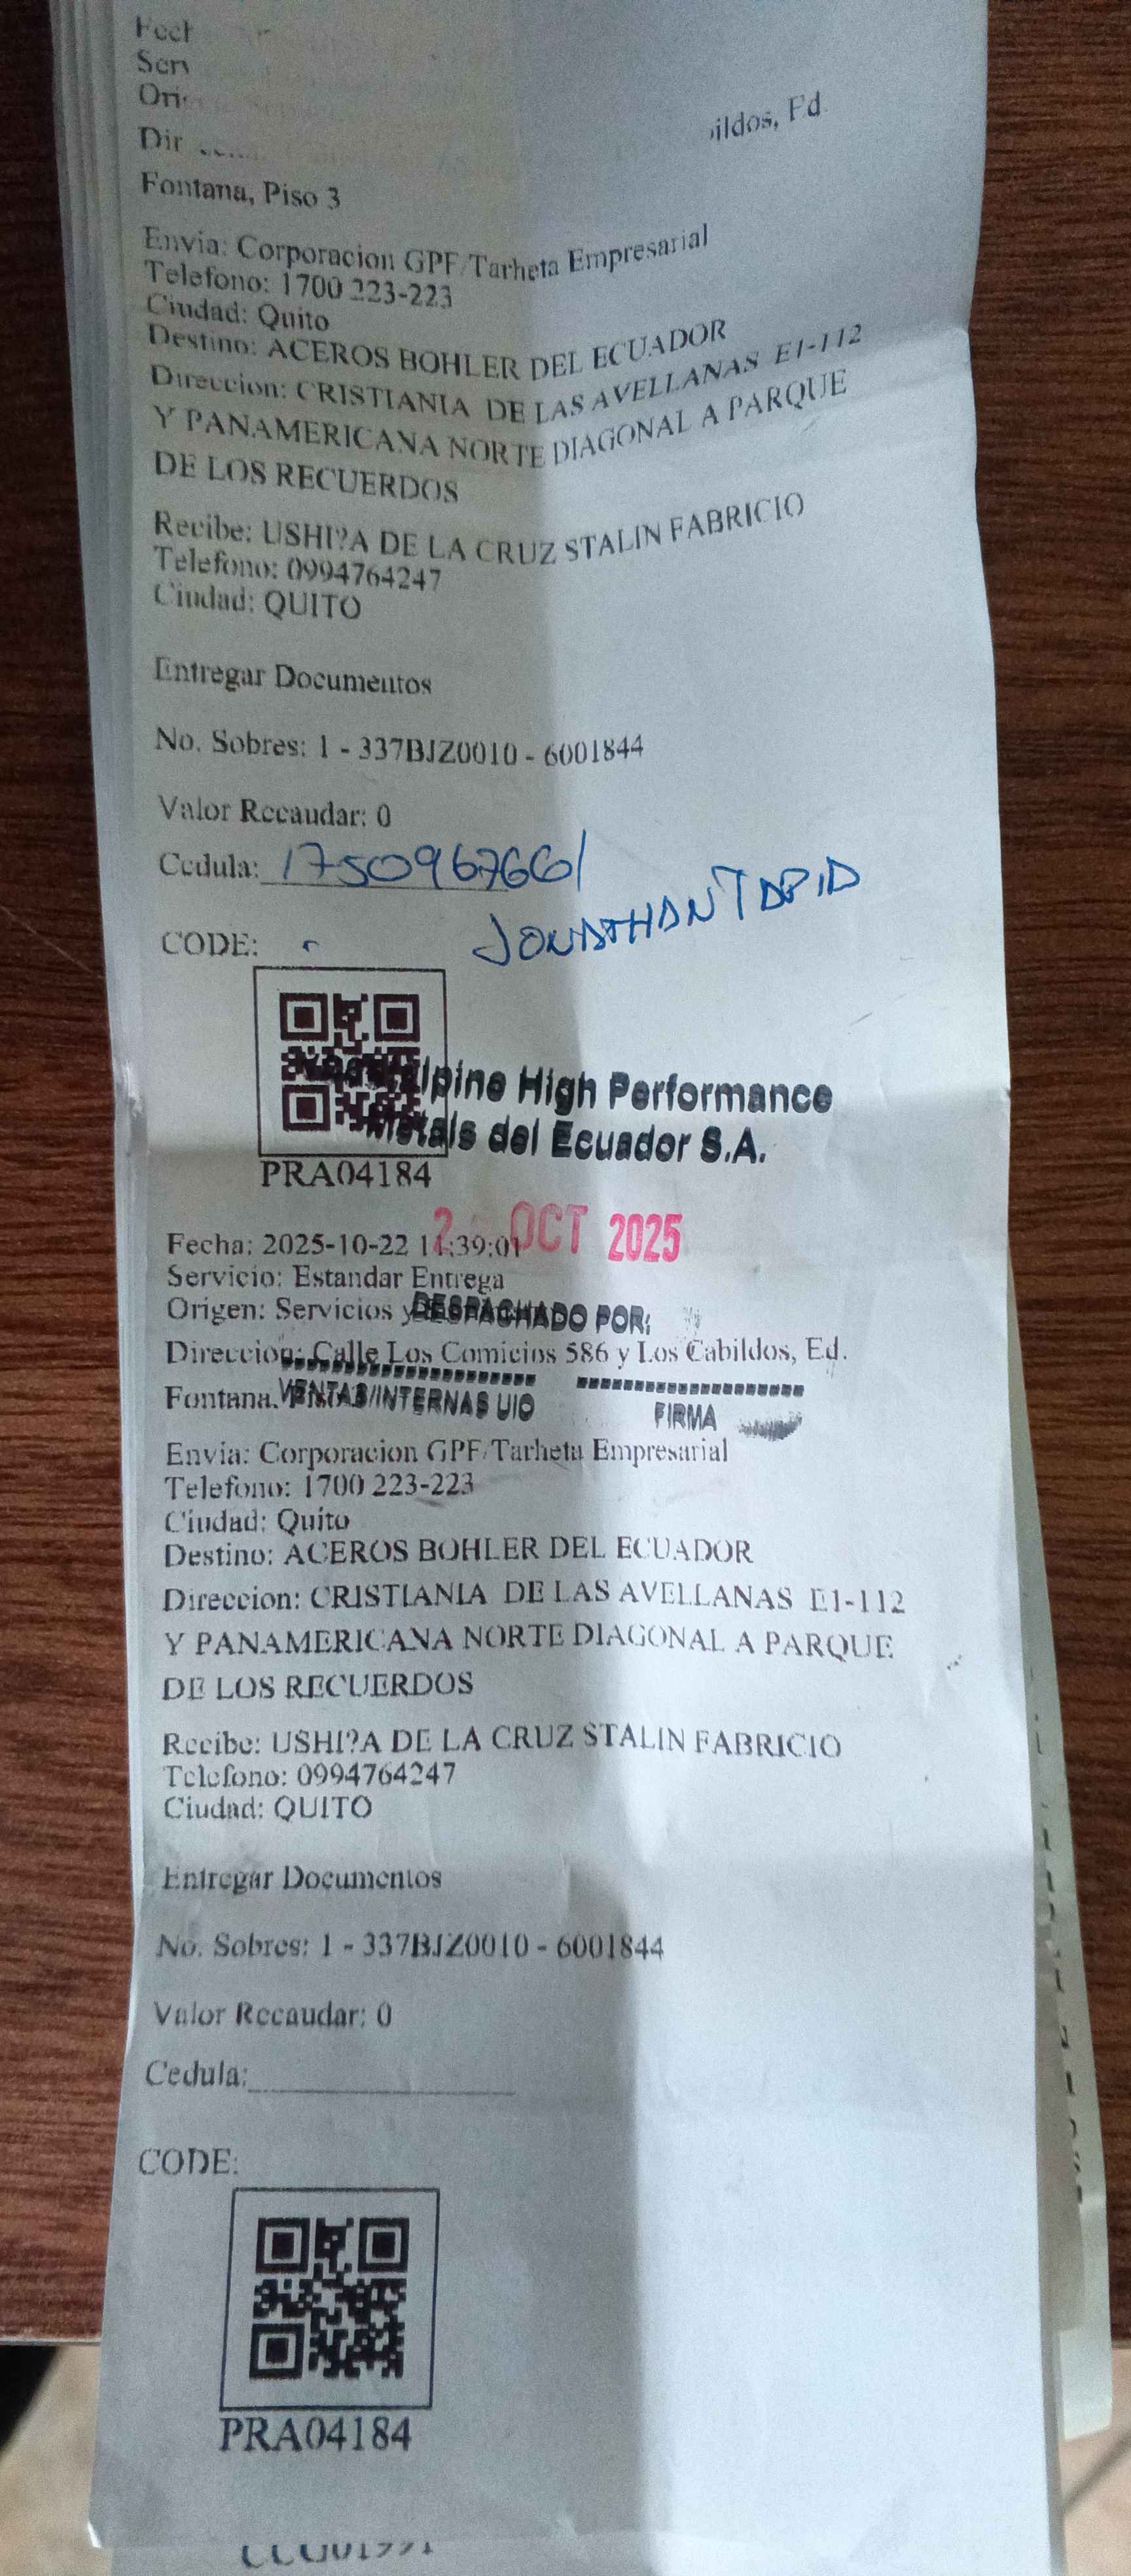 Fontana, Piso 3
Envia: Corporacion GPF/Tarheta Empresarial
Telefono: 1700 223-223
Ciudad: Quito
Destino: ACEROS BOHLER DEL ECUADOR
Direccion: CRISTIANIA DE LAS AVELLANAS E1-112
Y PANAMERICANA NORTE DIAGONAL A PARQUE
DE LOS RECUERDOS
Recibe: USHI?A DE LA CRUZ STALIN FABRICIO
Telefono: 0994764247
Ciudad: QUITO
Entregar Documentos
No. Sobres: 1 - 337BJZ0010 - 6001844
Valor Recaudar: 0
Cedula: 1750967661
JONATHAN TAPIA
CODE:
High Performance
del Ecuador S.A.
PRA04184
OCT 2025
Fecha: 2025-10-22
Servicio: Estandar Entrega
Origen: Servicios y
DESPACHADO POR:
Direccion: Calle Los Comicios 586 y Los Cabildos, Ed.
Fontana,
VENTAS/INTERNAS UIO
FIRMA
Envia: Corporacion GPF/Tarheta Empresarial
Telefono: 1700 223-223
Ciudad: Quito
Destino: ACEROS BOHLER DEL ECUADOR
Direccion: CRISTIANIA DE LAS AVELLANAS E1-112
Y PANAMERICANA NORTE DIAGONAL A PARQUE
DE LOS RECUERDOS
Recibe: USHI?A DE LA CRUZ STALIN FABRICIO
Telefono: 0994764247
Ciudad: QUITO
Entregar Documentos
No. Sobres: 1 - 337BJZ0010 - 6001844
Valor Recaudar: 0
Cedula:
CODE:
PRA04184